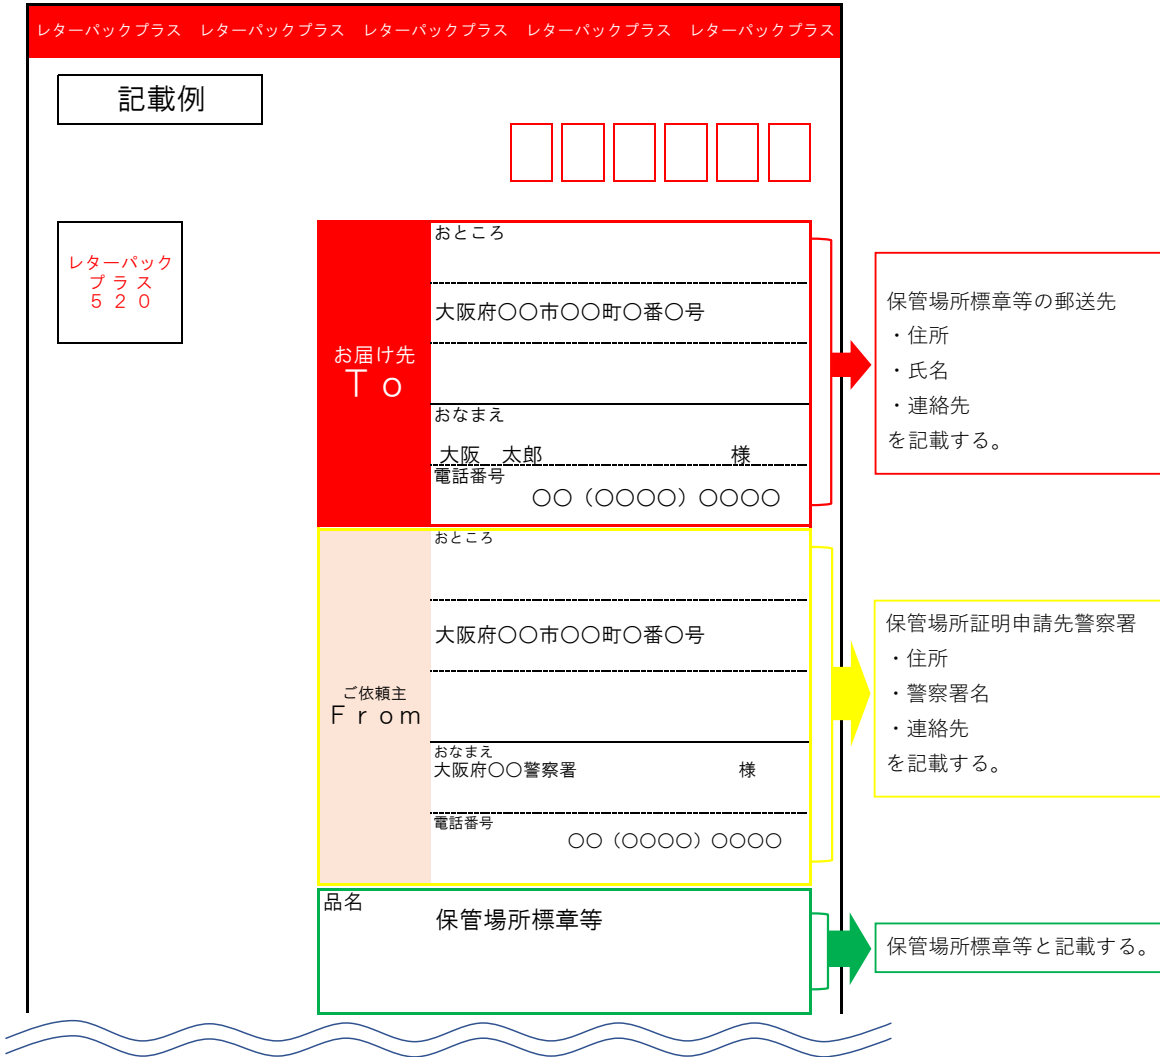 レターパックプラス　レターパックプラス　レターパックプラス　レターパックプラス　レターパックプラス
記載例
レターパック
プラス
５２０
お届け先
Ｔｏ
おところ
大阪府〇〇市〇〇町〇番〇号
おなまえ
大阪　太郎　様
電話番号
〇〇（〇〇〇〇）〇〇〇〇
保管場所標章等の郵送先
・住所
・氏名
・連絡先
を記載する。
ご依頼主
Ｆｒｏｍ
おところ
大阪府〇〇市〇〇町〇番〇号
おなまえ
大阪府〇〇警察署　様
電話番号
〇〇（〇〇〇〇）〇〇〇〇
保管場所証明申請先警察署
・住所
・警察署名
・連絡先
を記載する。
品名
保管場所標章等
保管場所標章等と記載する。